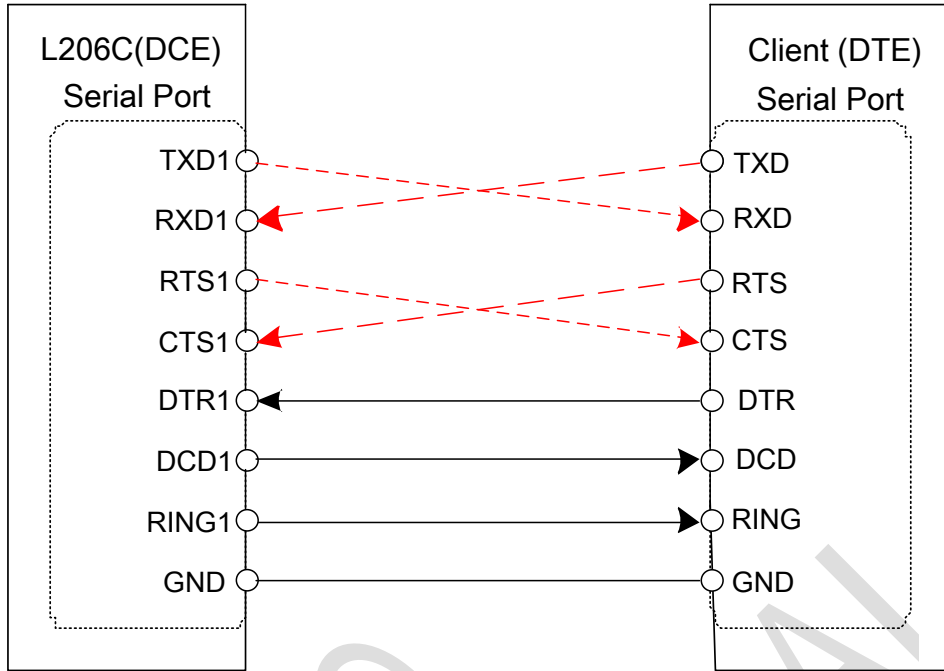 L206C(DCE)
Serial Port
Client (DTE)
Serial Port
TXD1
TXD
RXD1
RXD
RTS1
RTS
CTS1
CTS
DTR1
DTR
DCD1
DCD
RING1
RING
GND
GND